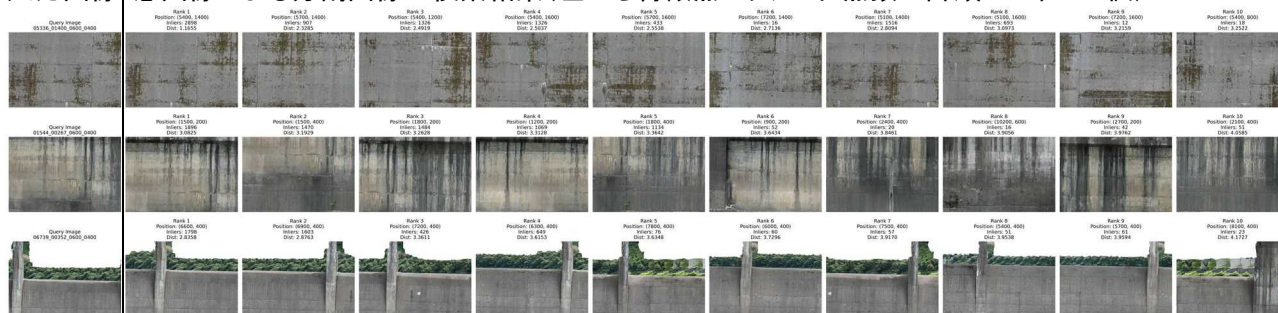 Query Image
05336_01400_0600_0400
Rank 1
Position: (5400, 1400)
Inliers: 2898
Dist: 1.1655
Rank 2
Position: (5700, 1400)
Inliers: 907
Dist: 2.3285
Rank 3
Position: (5400, 1200)
Inliers: 1326
Dist: 2.4919
Rank 4
Position: (5400, 1600)
Inliers: 1326
Dist: 2.5037
Rank 5
Position: (5700, 1600)
Inliers: 433
Dist: 2.5536
Rank 6
Position: (7200, 1400)
Inliers: 16
Dist: 2.7136
Rank 7
Position: (5100, 1400)
Inliers: 1516
Dist: 2.8094
Rank 8
Position: (5100, 1600)
Inliers: 1038
Dist: 3.0973
Rank 9
Position: (7200, 1600)
Inliers: 12
Dist: 3.2159
Rank 10
Position: (5400, 800)
Inliers: 18
Dist: 3.2522
Query Image
01544_00267_0600_0400
Rank 1
Position: (1500, 200)
Inliers: 1896
Dist: 3.0825
Rank 2
Position: (1500, 400)
Inliers: 1470
Dist: 3.1929
Rank 3
Position: (1800, 200)
Inliers: 1484
Dist: 3.2628
Rank 4
Position: (1200, 200)
Inliers: 1069
Dist: 3.3128
Rank 5
Position: (1800, 400)
Inliers: 1134
Dist: 3.3642
Rank 6
Position: (900, 200)
Inliers: 52
Dist: 3.6434
Rank 7
Position: (2400, 400)
Inliers: 20
Dist: 3.8461
Rank 8
Position: (10200, 600)
Inliers: 16
Dist: 3.9056
Rank 9
Position: (2700, 200)
Inliers: 42
Dist: 3.9762
Rank 10
Position: (2100, 400)
Inliers: 51
Dist: 4.0585
Query Image
06739_00352_0600_0400
Rank 1
Position: (6600, 400)
Inliers: 1798
Dist: 2.8358
Rank 2
Position: (6900, 400)
Inliers: 1603
Dist: 2.8763
Rank 3
Position: (7200, 400)
Inliers: 426
Dist: 3.3611
Rank 4
Position: (6300, 400)
Inliers: 649
Dist: 3.6153
Rank 5
Position: (7800, 400)
Inliers: 76
Dist: 3.6348
Rank 6
Position: (6000, 400)
Inliers: 60
Dist: 3.7296
Rank 7
Position: (7500, 400)
Inliers: 57
Dist: 3.9170
Rank 8
Position: (5400, 400)
Inliers: 51
Dist: 3.9538
Rank 9
Position: (5700, 400)
Inliers: 61
Dist: 3.9594
Rank 10
Position: (8100, 400)
Inliers: 23
Dist: 4.1727